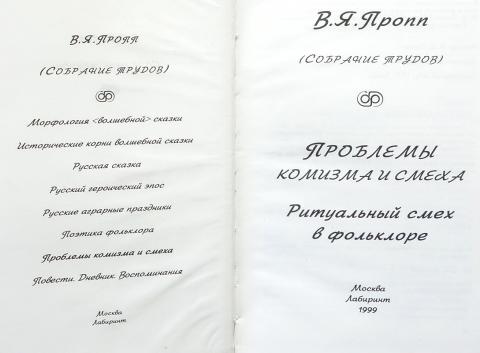 В.Я.Пропп
(Собрание трудов)
Морфология <волшебной> сказки
Исторические корни волшебной сказки
Русская сказка
Русский героический эпос
Русские аграрные праздники
Поэтика фольклора
Проблемы комизма и смеха
Повести. Дневник. Воспоминания
Москва
Лабиринт
В.Я.Пропп
(Собрание трудов)
Проблемы
комизма и смеха
Ритуальный смех
в фольклоре
Москва
Лабиринт
1999